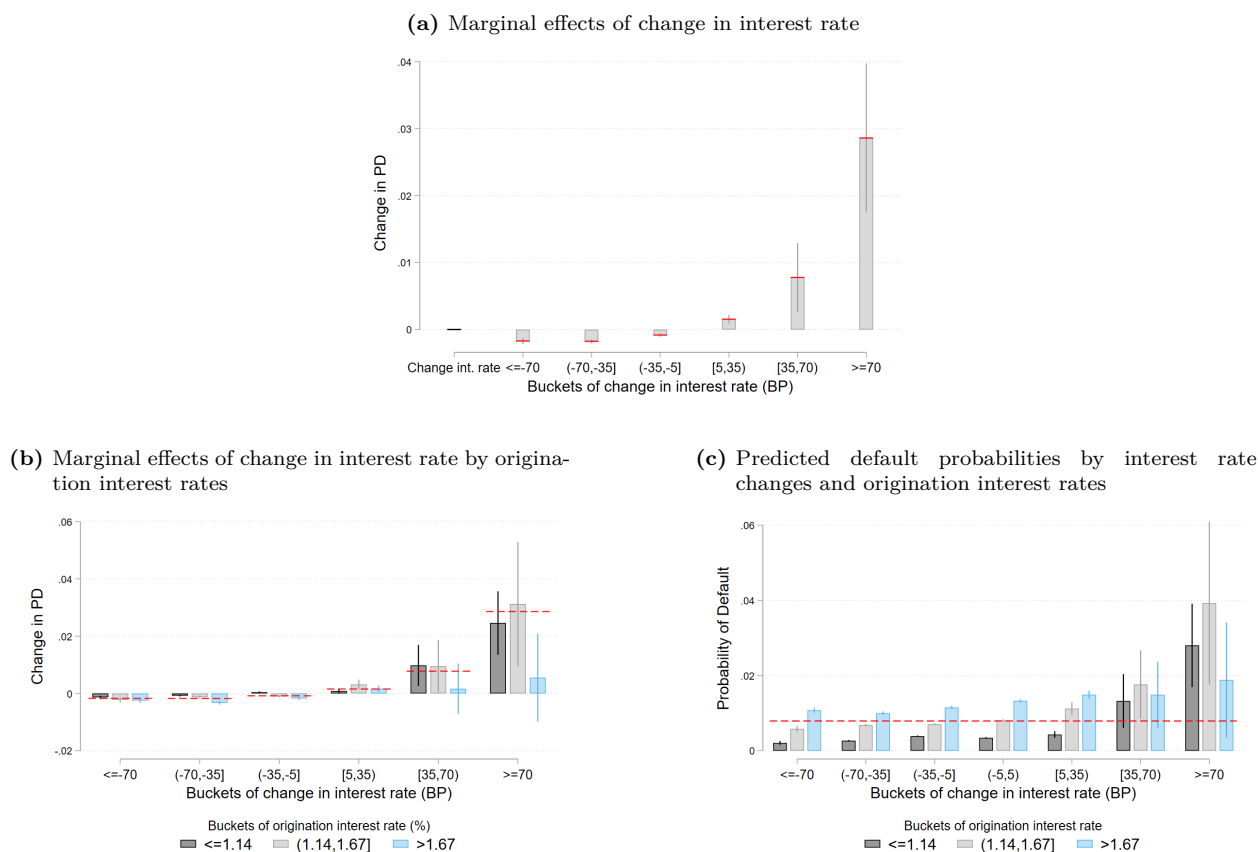 (a) Marginal effects of change in interest rate
.04
.03
.02
.01
0
Change in PD
Change int. rate <=-70 (-70,-35] (-35,-5] [5,35) [35,70) >=70
Buckets of change in interest rate (BP)
(b) Marginal effects of change in interest rate by origina-
tion interest rates
.06
.04
.02
0
-.02
Change in PD
<=-70 (-70,-35] (-35,-5] [5,35) [35,70) >=70
Buckets of change in interest rate (BP)
Buckets of origination interest rate (%)
<=1.14 (1.14,1.67] >1.67
(c) Predicted default probabilities by interest rate
changes and origination interest rates
.06
.04
.02
0
Probability of Default
<=-70 (-70,-35] (-35,-5] (-5,5) [5,35) [35,70) >=70
Buckets of change in interest rate (BP)
Buckets of origination interest rate
<=1.14 (1.14,1.67] >1.67